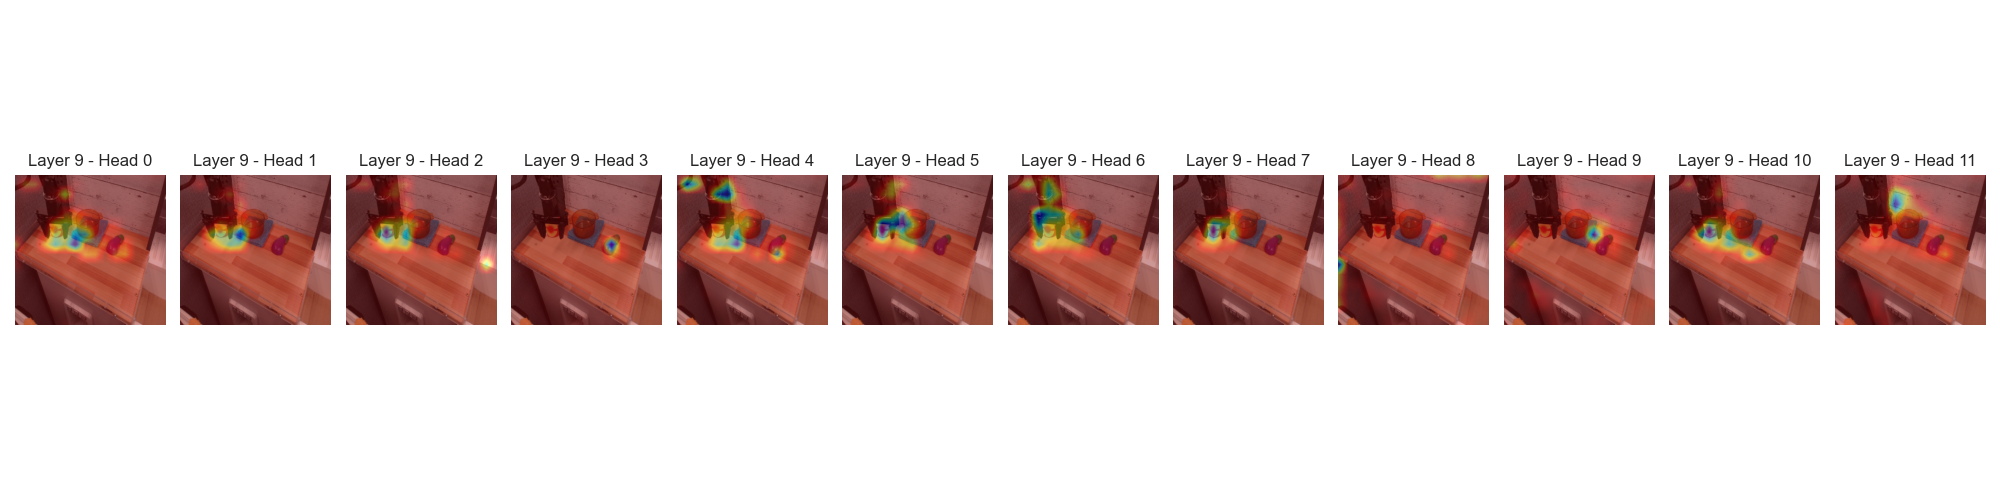 Layer 9 - Head 0
Layer 9 - Head 1
Layer 9 - Head 2
Layer 9 - Head 3
Layer 9 - Head 4
Layer 9 - Head 5
Layer 9 - Head 6
Layer 9 - Head 7
Layer 9 - Head 8
Layer 9 - Head 9
Layer 9 - Head 10
Layer 9 - Head 11